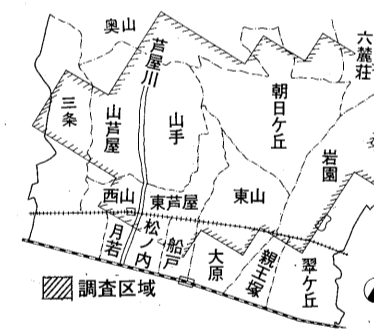 奥山
芦屋川
六麓荘
三条
山芦屋
山手
朝日ケ丘
岩園
西山
東芦屋
東山
月若
松ノ内
船戸
大原
親王塚
翠ケ丘
調査区域